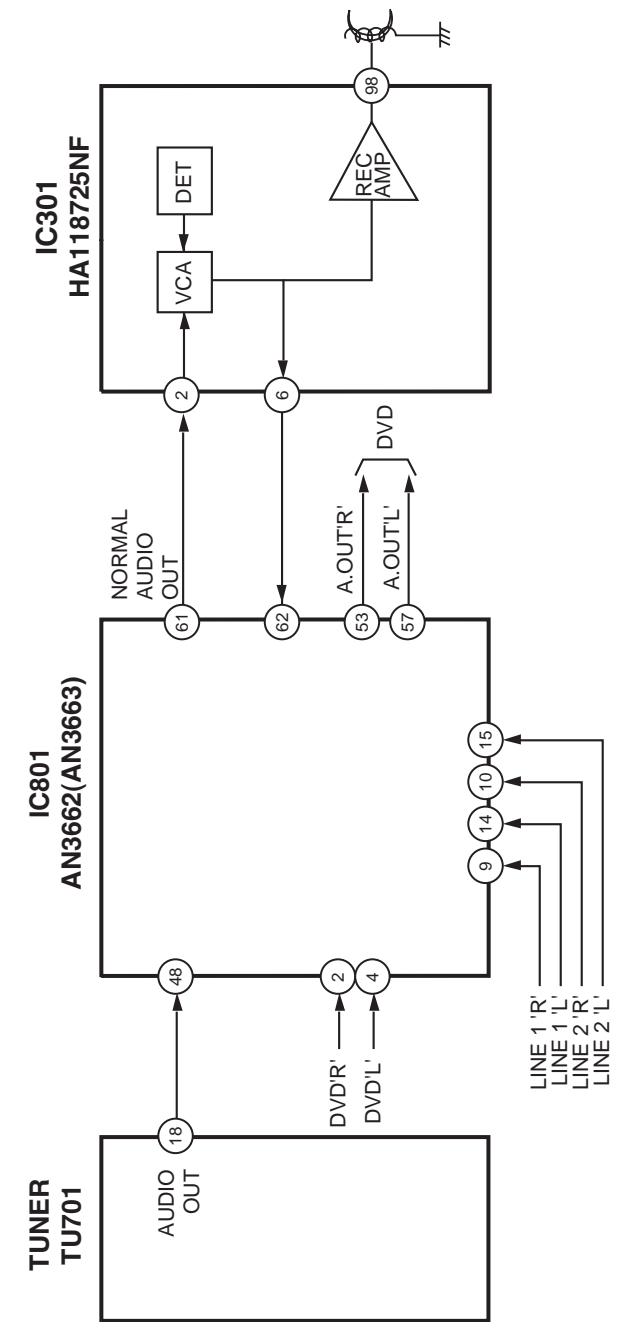 TUNER
TU701
AUDIO
OUT
18
48
DVD'R'
DVD'L'
2
4
LINE 1 'R'
LINE 1 'L'
LINE 2 'R'
LINE 2 'L'
IC801
AN3662(AN3663)
9
14
10
15
61
62
53
57
NORMAL
AUDIO
OUT
A.OUT'R'
A.OUT'L'
DVD
IC301
HA118725NF
2
6
VCA
DET
REC
AMP
98